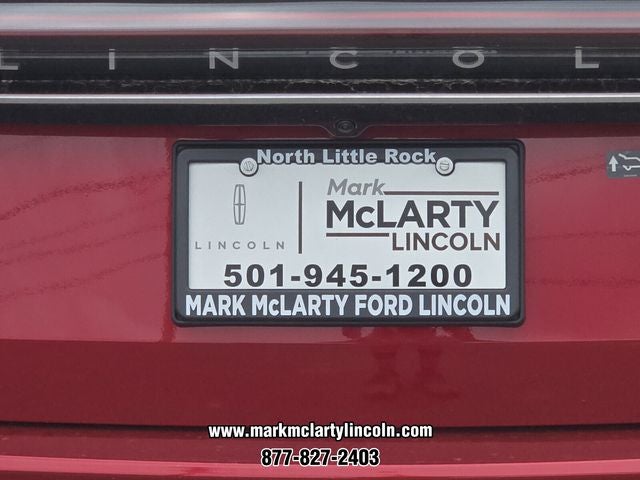 LINCOL
North Little Rock
Mark
McLARTY
LINCOLN
LINCOLN
501-945-1200
MARK McLARTY FORD LINCOLN
www.markmclartylincoln.com
877-827-2403